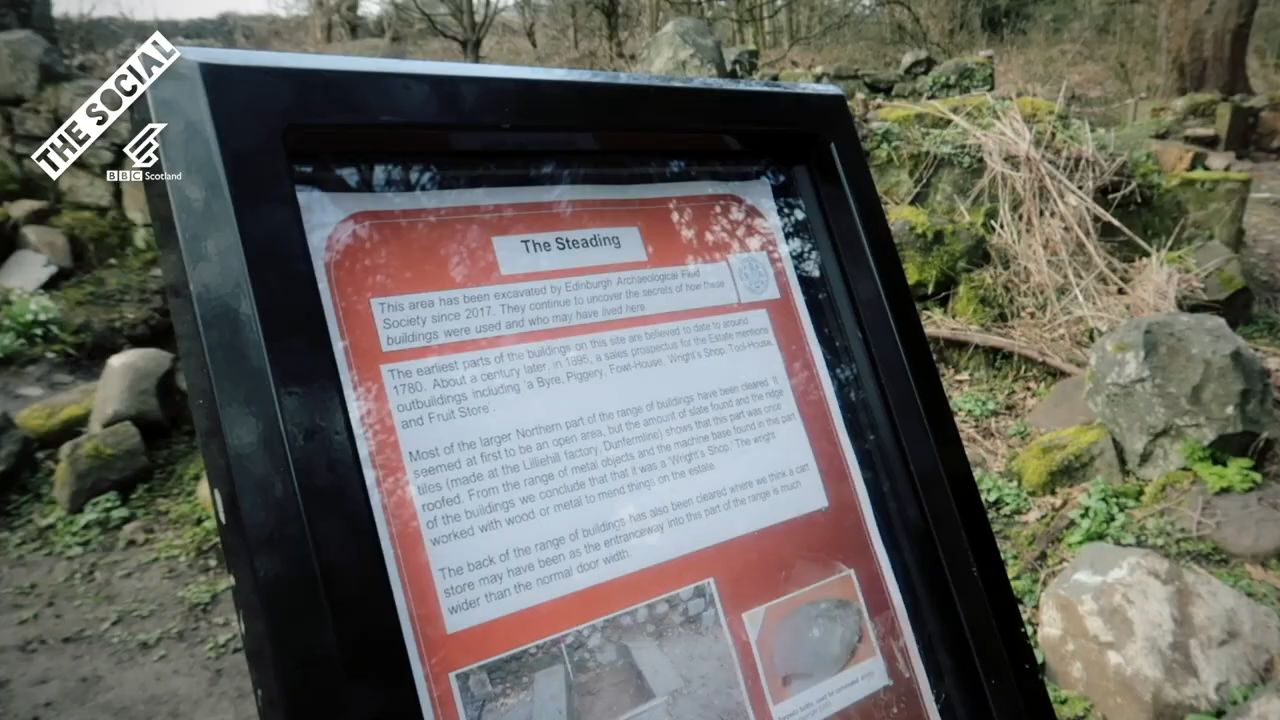 THE SOCIAL
BBC Scotland
The Steading
This area has been excavated by Edinburgh Archaeological Field
Society since 2017. They continue to uncover the secrets of how these
buildings were used and who may have lived here.
The earliest parts of the buildings on this site are believed to date to around
1780. About a century later, in 1895, a sales prospectus for the Estate mentions
outbuildings including 'a Byre, Piggery, Fowl-House, Wright's Shop, Tool-House,
and Fruit Store .
Most of the larger Northern part of the range of buildings have been cleared. It
seemed at first to be an open area, but the amount of slate found and the ridge
tiles (made at the Lilliehill factory, Dunfermline) shows that this part was once
roofed. From the range of metal objects and the machine base found in this part
of the buildings we conclude that it was a 'Wright's Shop.' The wright
worked with wood or metal to mend things on the estate.
The back of the range of buildings has also been cleared where we think a cart
store may have been as the entranceway into this part of the range is much
wider than the normal door width.